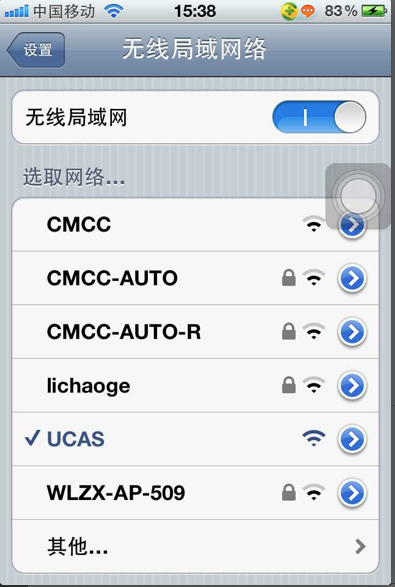 中国移动 15:38 83%
设置 无线局域网络
无线局域网
选取网络...
CMCC
CMCC-AUTO
CMCC-AUTO-R
lichaoge
UCAS
WLZX-AP-509
其他...